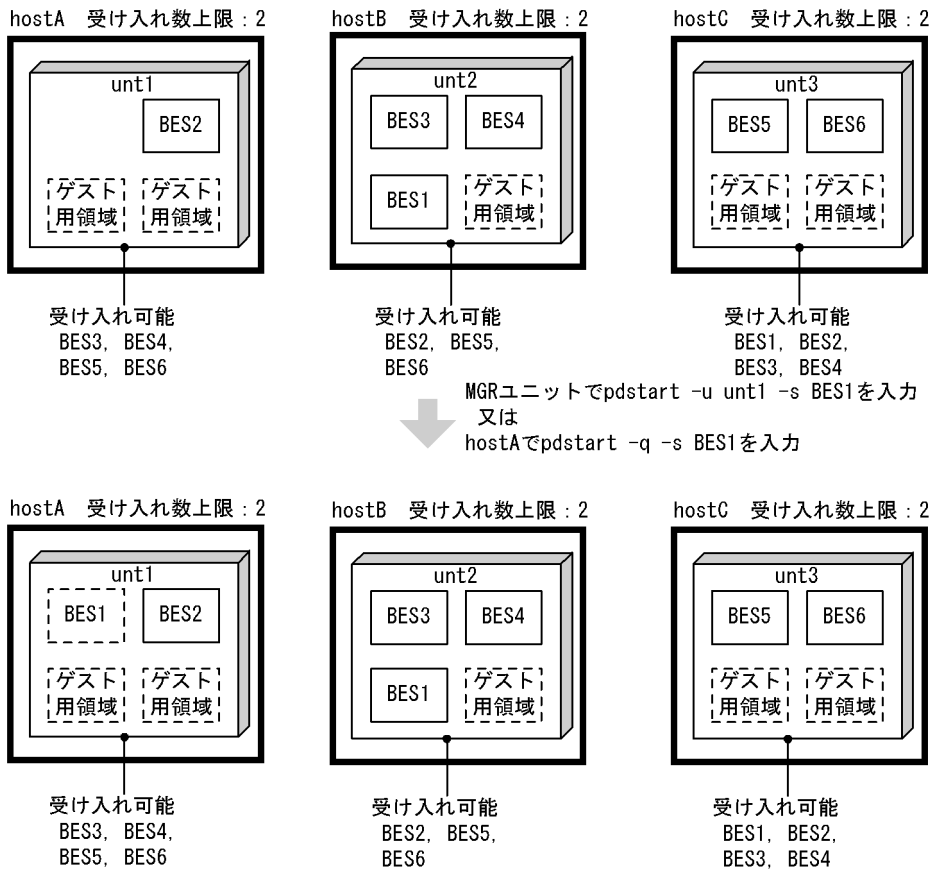 hostA　受け入れ数上限：2
hostB　受け入れ数上限：2
hostC　受け入れ数上限：2
unt1
unt2
unt3
BES2
BES3
BES4
BES5
BES6
ゲスト
用領域
ゲスト
用領域
BES1
ゲスト
用領域
ゲスト
用領域
ゲスト
用領域
受け入れ可能
BES3, BES4,
BES5, BES6
受け入れ可能
BES2, BES5,
BES6
受け入れ可能
BES1, BES2,
BES3, BES4
MGRユニットでpdstart -u unt1 -s BES1を入力
又は
hostAでpdstart -q -s BES1を入力
hostA　受け入れ数上限：2
hostB　受け入れ数上限：2
hostC　受け入れ数上限：2
unt1
unt2
unt3
BES1
BES2
BES3
BES4
BES5
BES6
ゲスト
用領域
ゲスト
用領域
BES1
ゲスト
用領域
ゲスト
用領域
ゲスト
用領域
受け入れ可能
BES3, BES4,
BES5, BES6
受け入れ可能
BES2, BES5,
BES6
受け入れ可能
BES1, BES2,
BES3, BES4